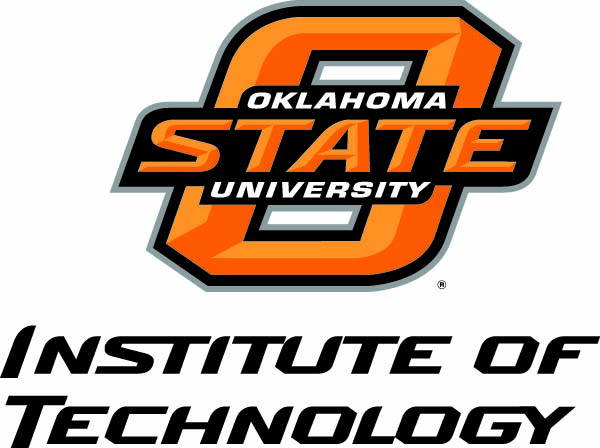 OKLAHOMA
STATE
UNIVERSITY
®
INSTITUTE OF
TECHNOLOGY